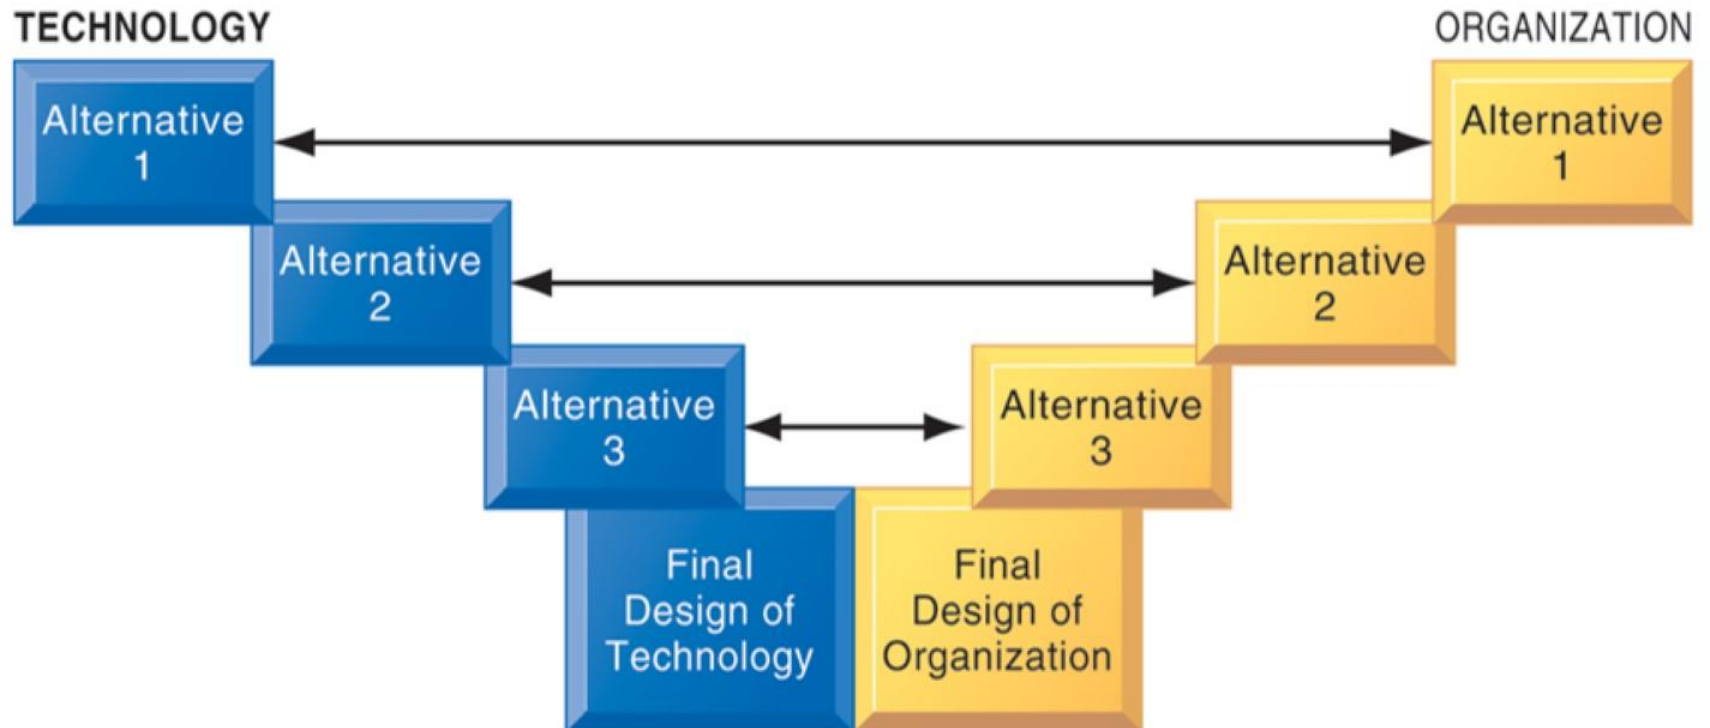 TECHNOLOGY
ORGANIZATION
Alternative
1
Alternative
1
Alternative
2
Alternative
2
Alternative
3
Alternative
3
Final
Design of
Technology
Final
Design of
Organization